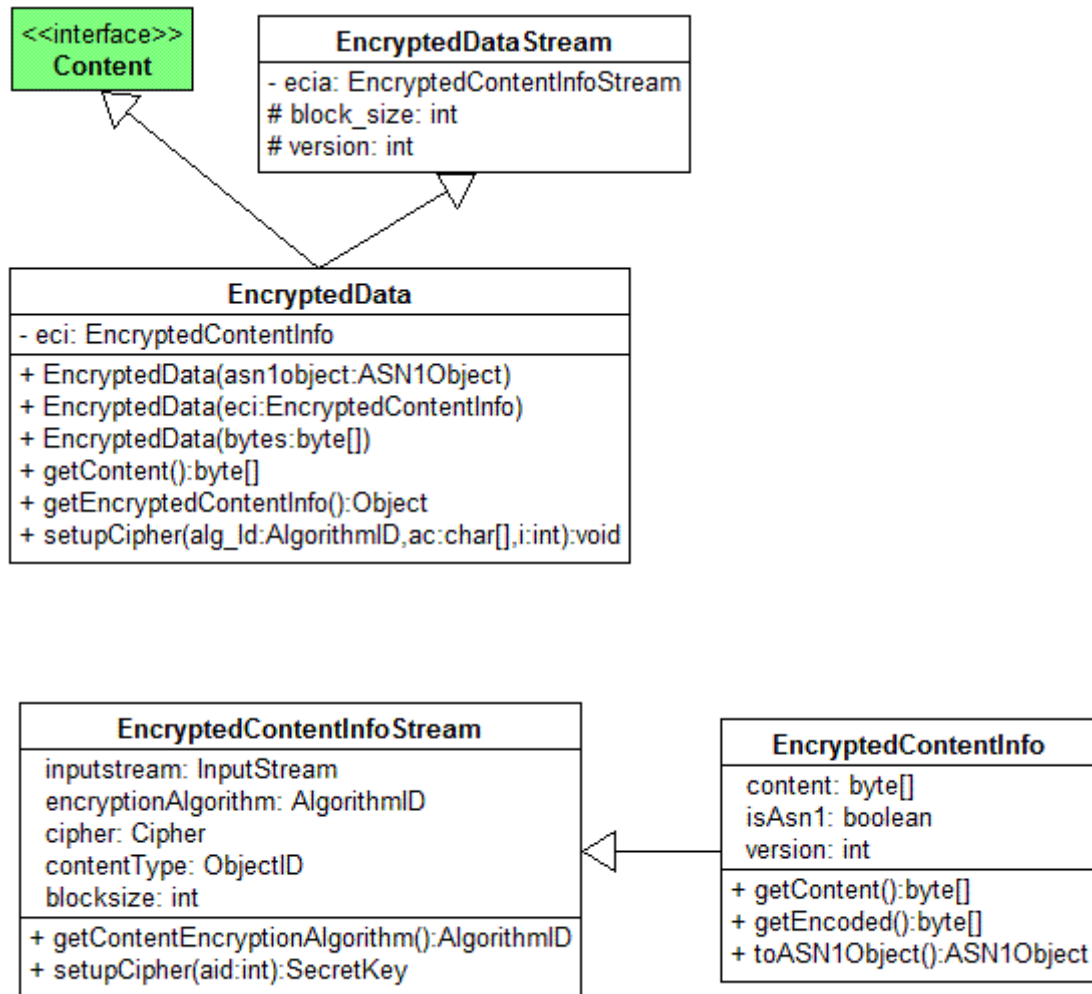 <<interface>>
Content
EncryptedDataStream
- ecia: EncryptedContentInfoStream
# block_size: int
# version: int
EncryptedData
- eci: EncryptedContentInfo
+ EncryptedData(asn1object:ASN1Object)
+ EncryptedData(eci:EncryptedContentInfo)
+ EncryptedData(bytes:byte[])
+ getContent():byte[]
+ getEncryptedContentInfo():Object
+ setupCipher(alg_Id:AlgorithmID,ac:char[],i:int):void
EncryptedContentInfoStream
inputstream: InputStream
encryptionAlgorithm: AlgorithmID
cipher: Cipher
contentType: ObjectID
blocksize: int
+ getContentEncryptionAlgorithm():AlgorithmID
+ setupCipher(aid:int):SecretKey
EncryptedContentInfo
content: byte[]
isAsn1: boolean
version: int
+ getContent():byte[]
+ getEncoded():byte[]
+ toASN1Object():ASN1Object